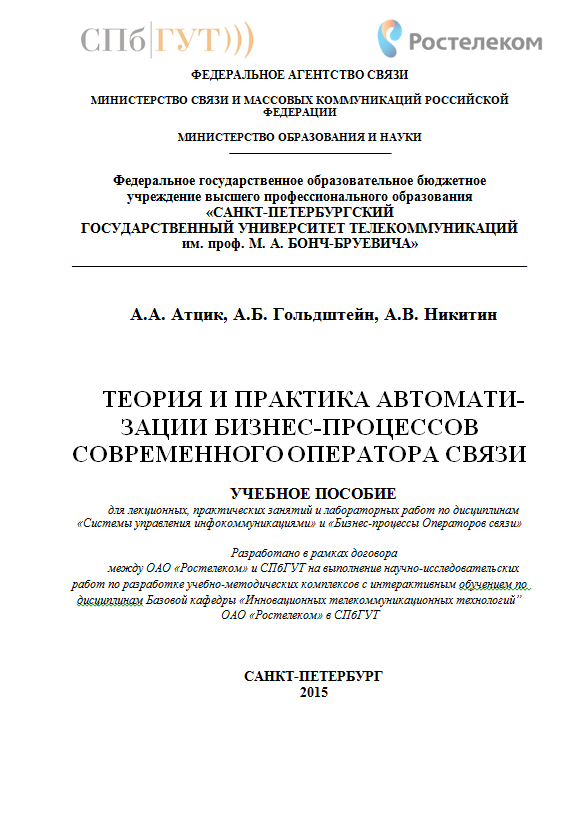 СПб|ГУТ)))
Ростелеком
ФЕДЕРАЛЬНОЕ АГЕНТСТВО СВЯЗИ
МИНИСТЕРСТВО СВЯЗИ И МАССОВЫХ КОММУНИКАЦИЙ РОССИЙСКОЙ
ФЕДЕРАЦИИ
МИНИСТЕРСТВО ОБРАЗОВАНИЯ И НАУКИ
Федеральное государственное образовательное бюджетное
учреждение высшего профессионального образования
«САНКТ-ПЕТЕРБУРГСКИЙ
ГОСУДАРСТВЕННЫЙ УНИВЕРСИТЕТ ТЕЛЕКОММУНИКАЦИЙ
им. проф. М. А. БОНЧ-БРУЕВИЧА»
А.А. Атцик, А.Б. Гольдштейн, А.В. Никитин
ТЕОРИЯ И ПРАКТИКА АВТОМАТИ-
ЗАЦИИ БИЗНЕС-ПРОЦЕССОВ
СОВРЕМЕННОГО ОПЕРАТОРА СВЯЗИ
УЧЕБНОЕ ПОСОБИЕ
для лекционных, практических занятий и лабораторных работ по дисциплинам
«Системы управления инфокоммуникациями» и «Бизнес-процессы Операторов связи»
Разработано в рамках договора
между ОАО «Ростелеком» и СПбГУТ на выполнение научно-исследовательских
работ по разработке учебно-методических комплексов с интерактивным обучением по
дисциплинам Базовой кафедры «Инновационных телекоммуникационных технологий”
ОАО «Ростелеком» в СПбГУТ
САНКТ-ПЕТЕРБУРГ
2015